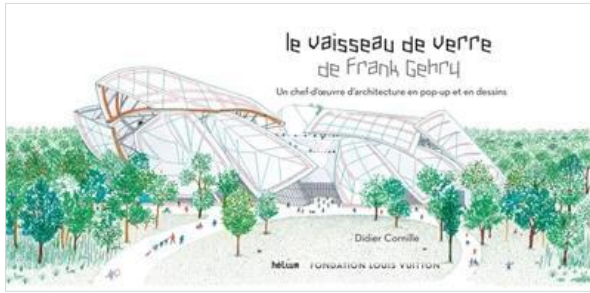 le vaisseau de verre
de Frank Gehry
Un chef-d'œuvre d'architecture en pop-up et en dessins
Didier Cornille
hélium FONDATION LOUIS VUITTON